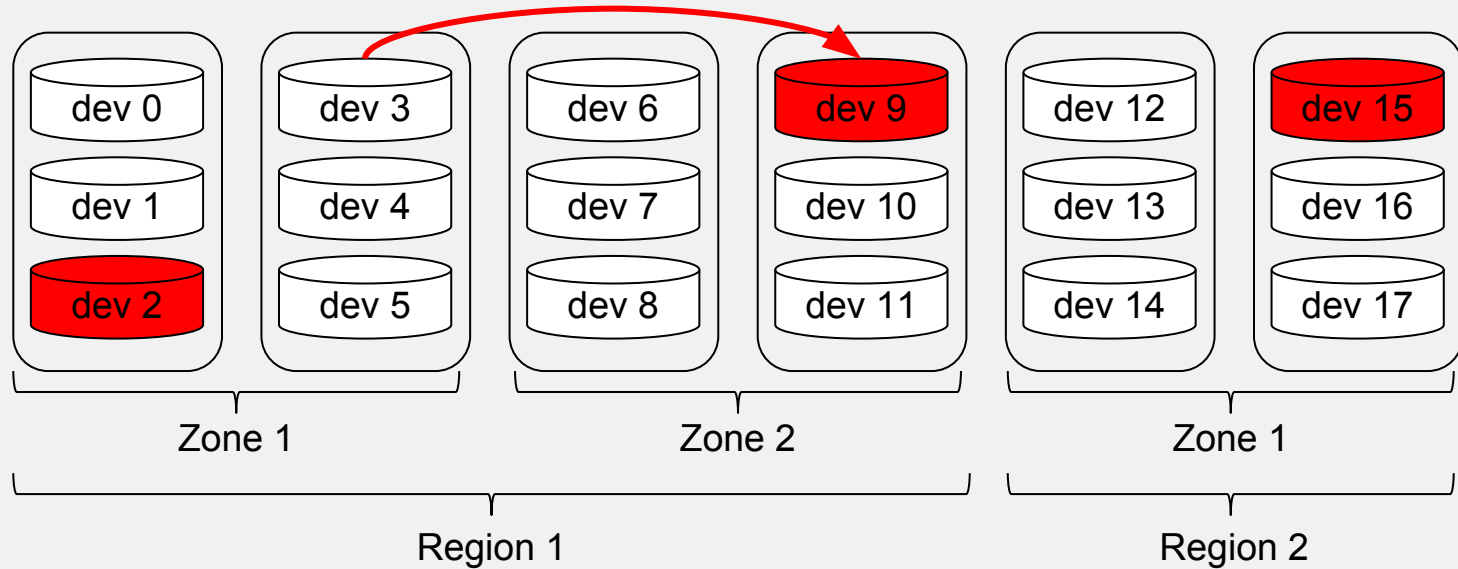 dev 0
dev 3
dev 6
dev 9
dev 12
dev 15
dev 1
dev 4
dev 7
dev 10
dev 13
dev 16
dev 2
dev 5
dev 8
dev 11
dev 14
dev 17
Zone 1
Zone 2
Zone 1
Region 1
Region 2